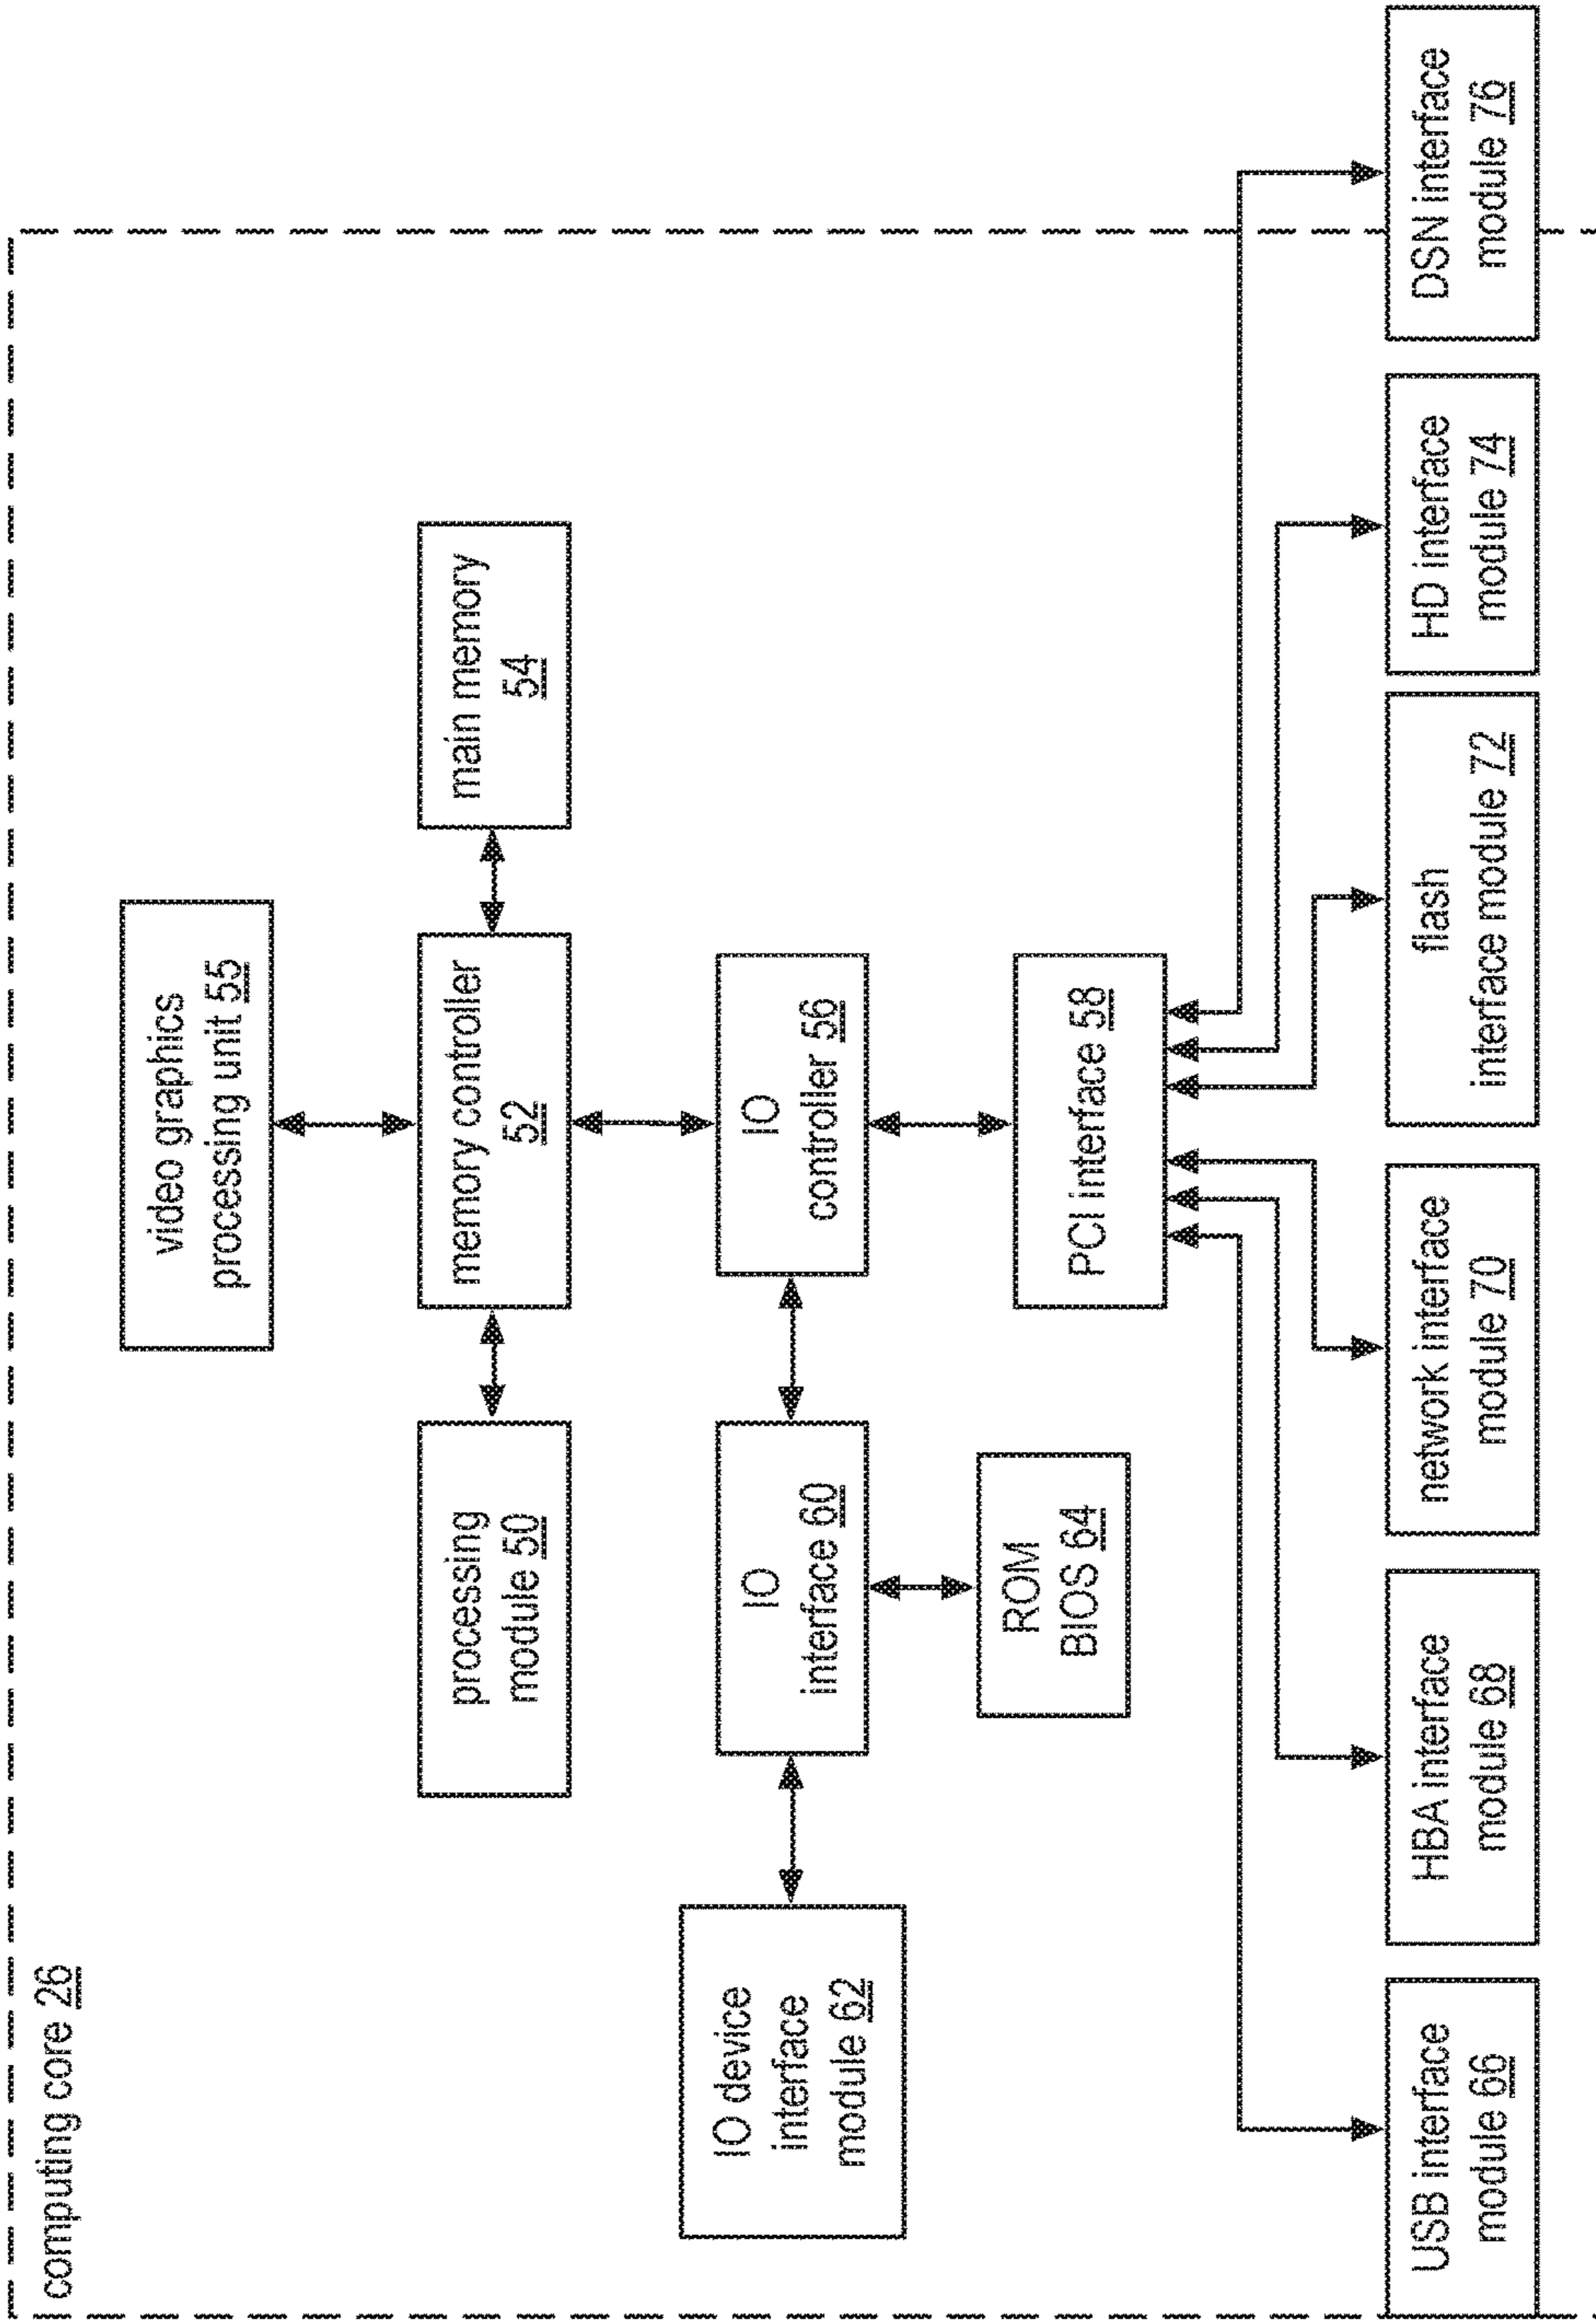 computing core 26
video graphics
processing unit 55
processing
module 50
memory controller
52
main memory
54
IO device
interface
module 62
IO
interface 60
IO
controller 56
ROM
BIOS 64
PCI interface 58
USB interface
module 66
HBA interface
module 68
network interface
module 70
flash
interface module 72
HD interface
module 74
DSN interface
module 76